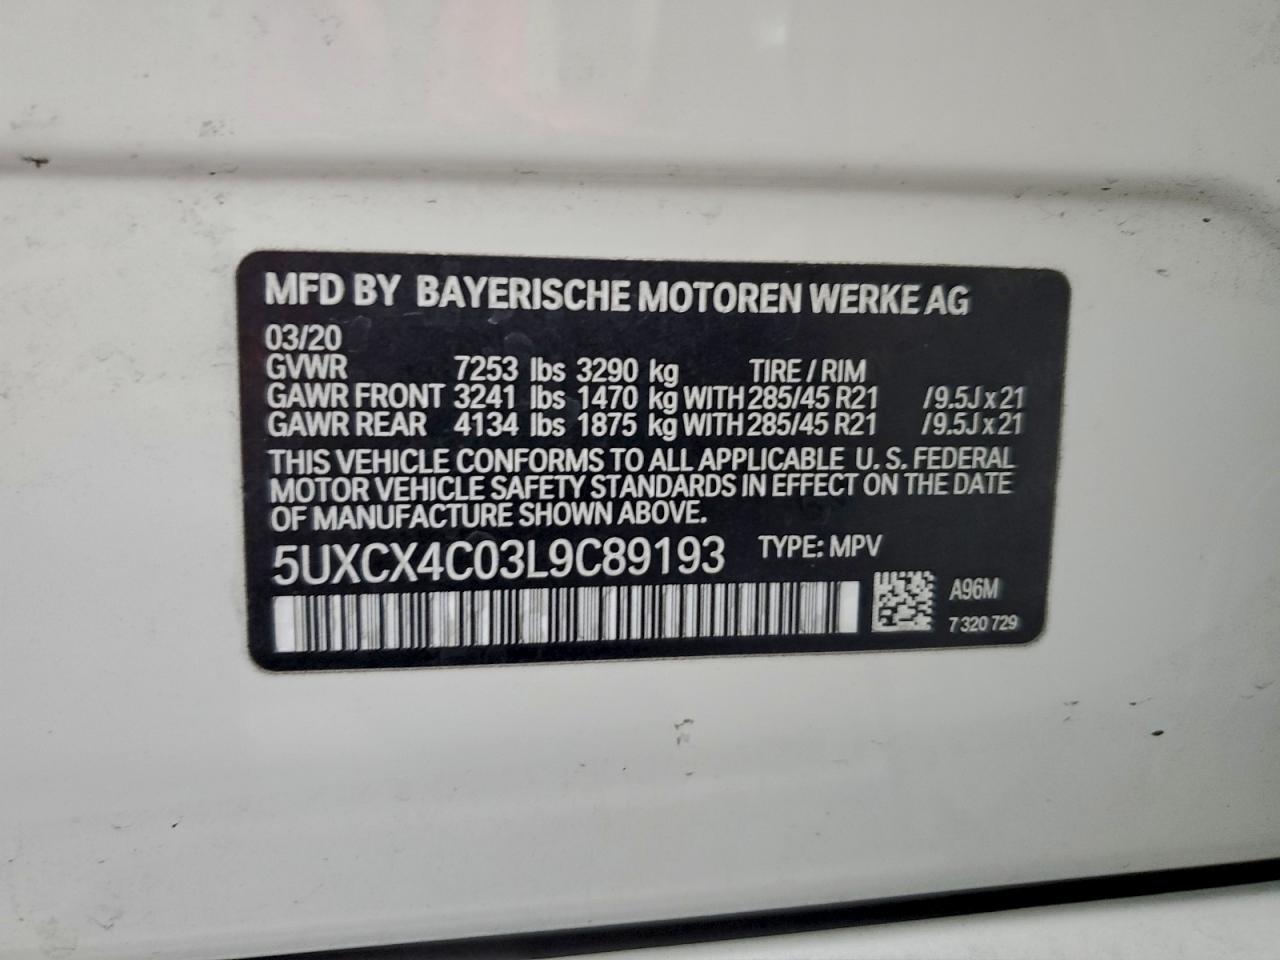 MFD BY BAYERISCHE MOTOREN WERKE AG
03/20
GVWR 7253 lbs 3290 kg TIRE / RIM
GAWR FRONT 3241 lbs 1470 kg WITH 285/45 R21 /9.5J x 21
GAWR REAR 4134 lbs 1875 kg WITH 285/45 R21 /9.5J x 21
THIS VEHICLE CONFORMS TO ALL APPLICABLE U. S. FEDERAL
MOTOR VEHICLE SAFETY STANDARDS IN EFFECT ON THE DATE
OF MANUFACTURE SHOWN ABOVE.
5UXCX4C03L9C89193 TYPE: MPV
A96M
7 320 729